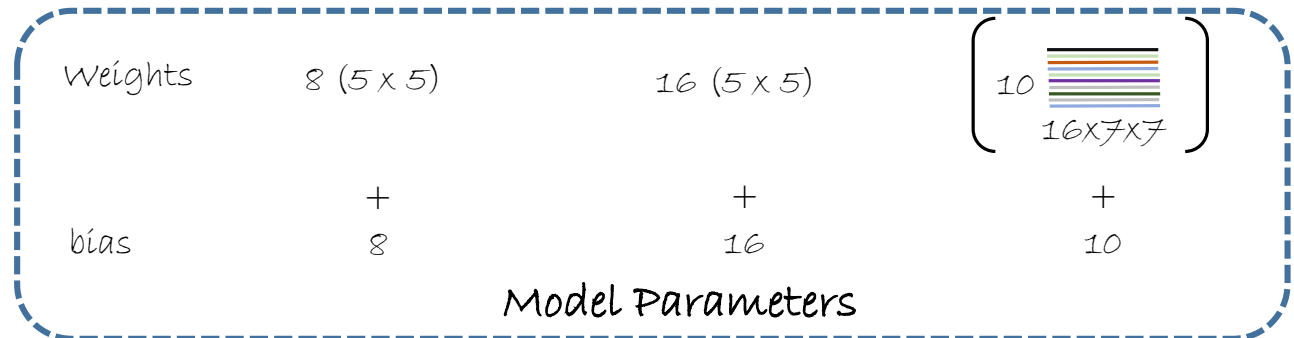 Weights 8 (5 x 5) 16 (5 x 5) 10
16x7x7
+ + +
bias 8 16 10
Model Parameters